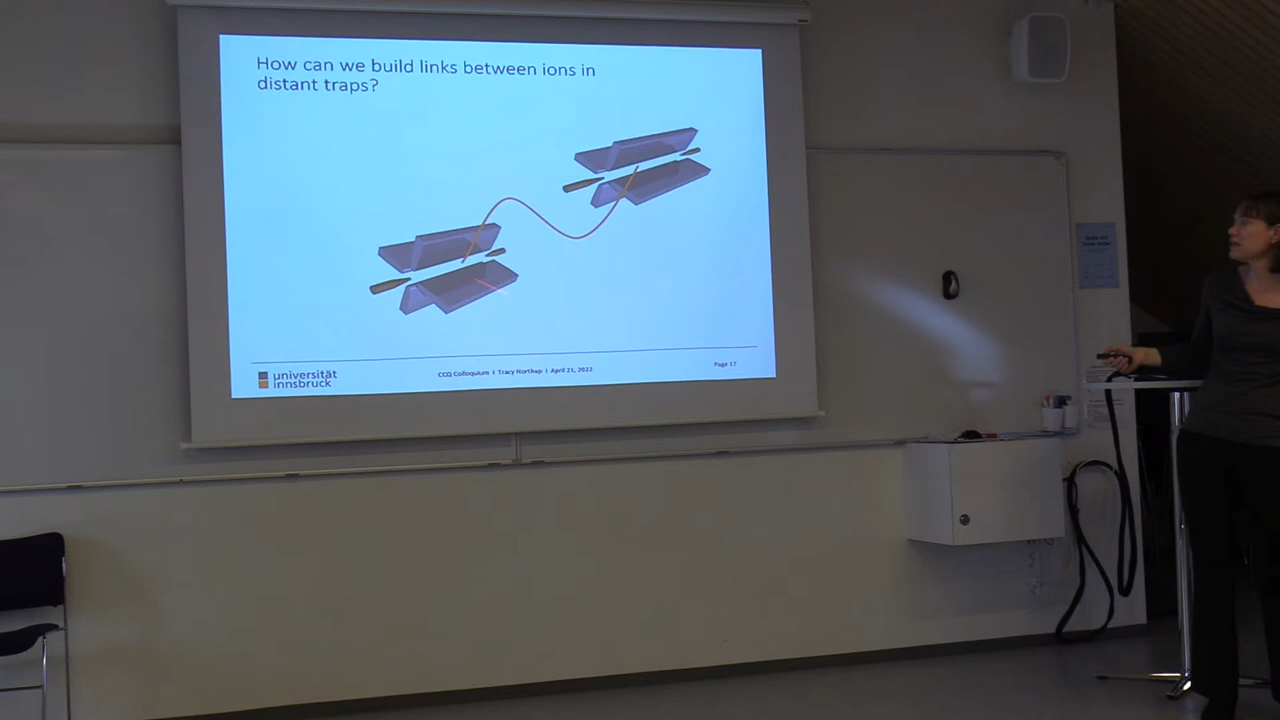 How can we build links between ions in
distant traps?
universität
innsbruck
CCQ Colloquium I Tracy Northup I April 21, 2022
Page 17